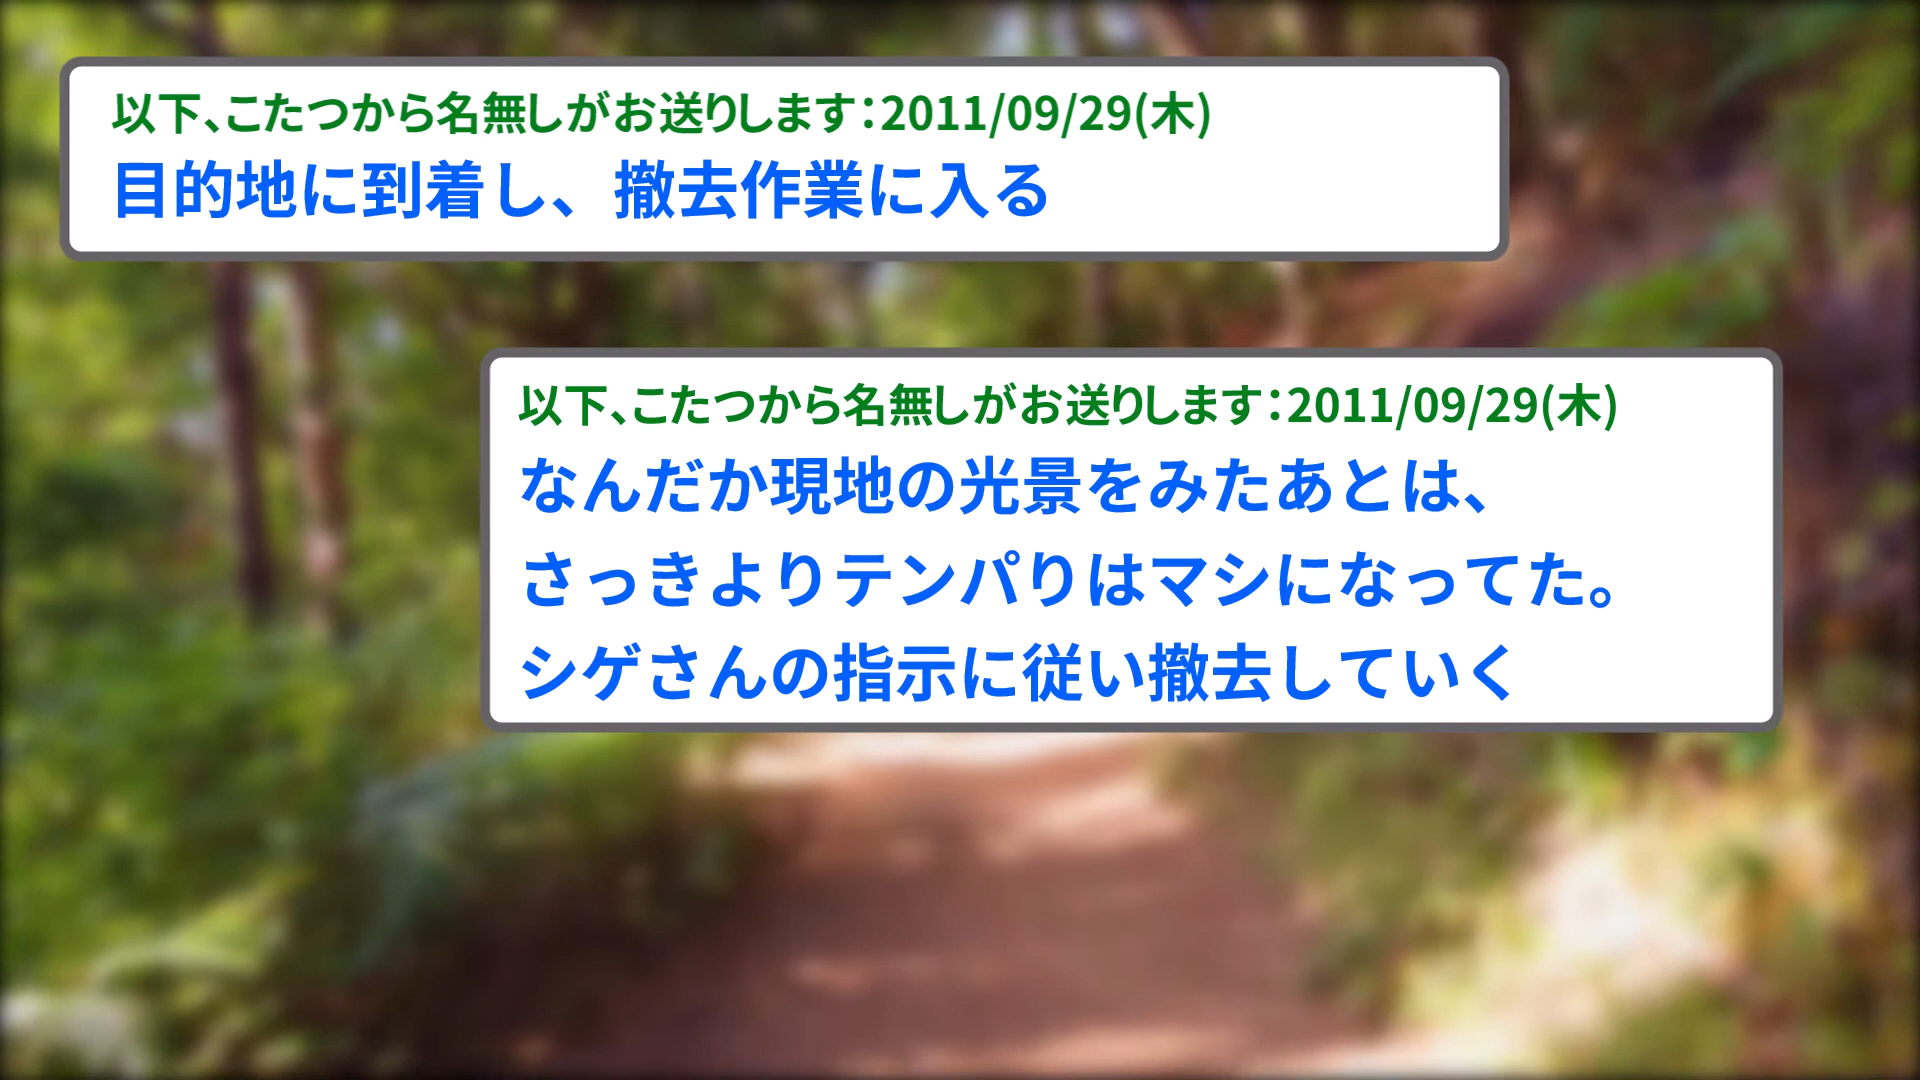 以下、こたつから名無しがお送りします：2011/09/29(木)
目的地に到着し、撤去作業に入る
以下、こたつから名無しがお送りします：2011/09/29(木)
なんだか現地の光景をみたあとは、
さっきよりテンパりはマシになってた。
シゲさんの指示に従い撤去していく